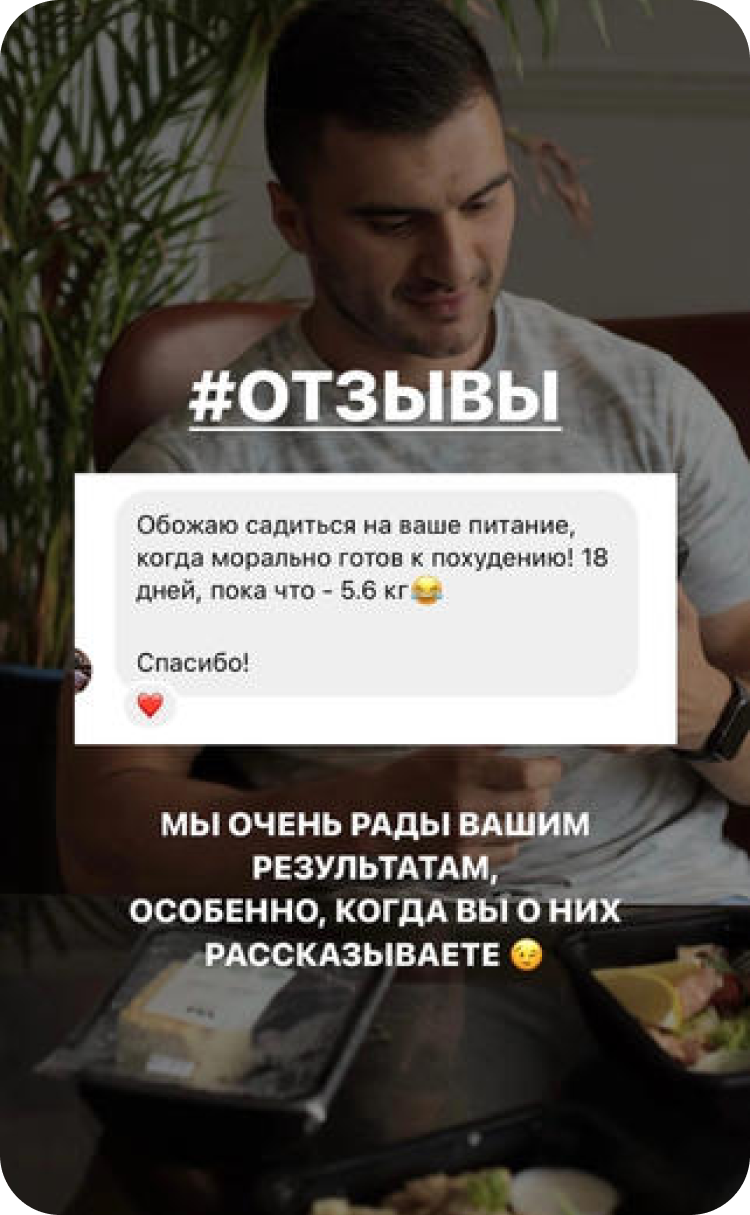 #ОТЗЫВЫ
Обожаю садиться на ваше питание,
когда морально готов к похудению! 18
дней, пока что - 5.6 кг😂
Спасибо!
❤️
МЫ ОЧЕНЬ РАДЫ ВАШИМ
РЕЗУЛЬТАТАМ,
ОСОБЕННО, КОГДА ВЫ О НИХ
РАССКАЗЫВАЕТЕ 😉